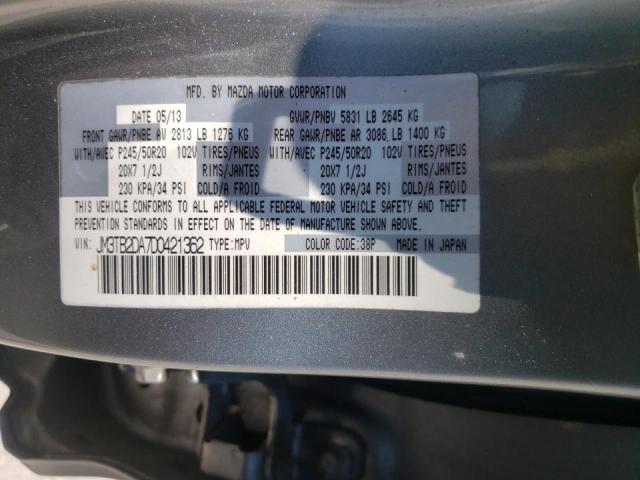 MFD. BY MAZDA MOTOR CORPORATION
DATE 05/13 GVWR/PNBV 5831 LB 2645 KG
FRONT GAWR/PNBE AV 2813 LB 1276 KG REAR GAWR/PNBE AR 3086 LB 1400 KG
WITH/AVEC P245/50R20 102V TIRES/PNEUS WITH/AVEC P245/50R20 102V TIRES/PNEUS
20X7 1/2J RIMS/JANTES 20X7 1/2J RIMS/JANTES
230 KPA/34 PSI COLD/A FROID 230 KPA/34 PSI COLD/A FROID
THIS VEHICLE CONFORMS TO ALL APPLICABLE FEDERAL MOTOR VEHICLE SAFETY AND THEFT
PREVENTION STANDARDS IN EFFECT ON THE DATE OF MANUFACTURE SHOWN ABOVE.
VIN: JM3TB2DA7D0421362 TYPE:MPV COLOR CODE:38P MADE IN JAPAN